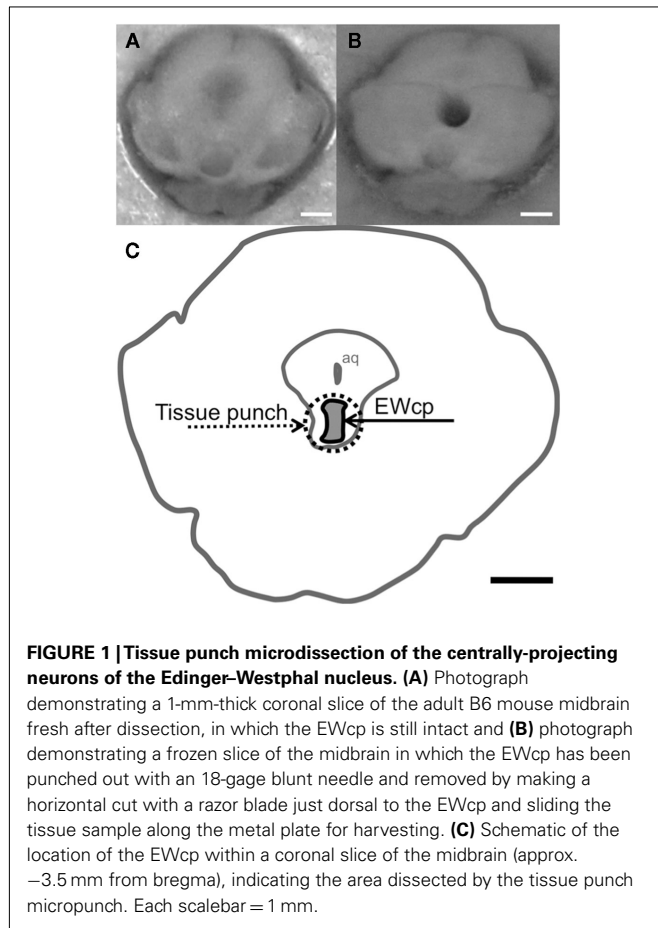 A
B
C
aq
Tissue punch
EWcp
FIGURE 1 | Tissue punch microdissection of the centrally-projecting
neurons of the Edinger–Westphal nucleus. (A) Photograph
demonstrating a 1-mm-thick coronal slice of the adult B6 mouse midbrain
fresh after dissection, in which the EWcp is still intact and (B) photograph
demonstrating a frozen slice of the midbrain in which the EWcp has been
punched out with an 18-gage blunt needle and removed by making a
horizontal cut with a razor blade just dorsal to the EWcp and sliding the
tissue sample along the metal plate for harvesting. (C) Schematic of the
location of the EWcp within a coronal slice of the midbrain (approx.
−3.5 mm from bregma), indicating the area dissected by the tissue punch
micropunch. Each scalebar = 1 mm.